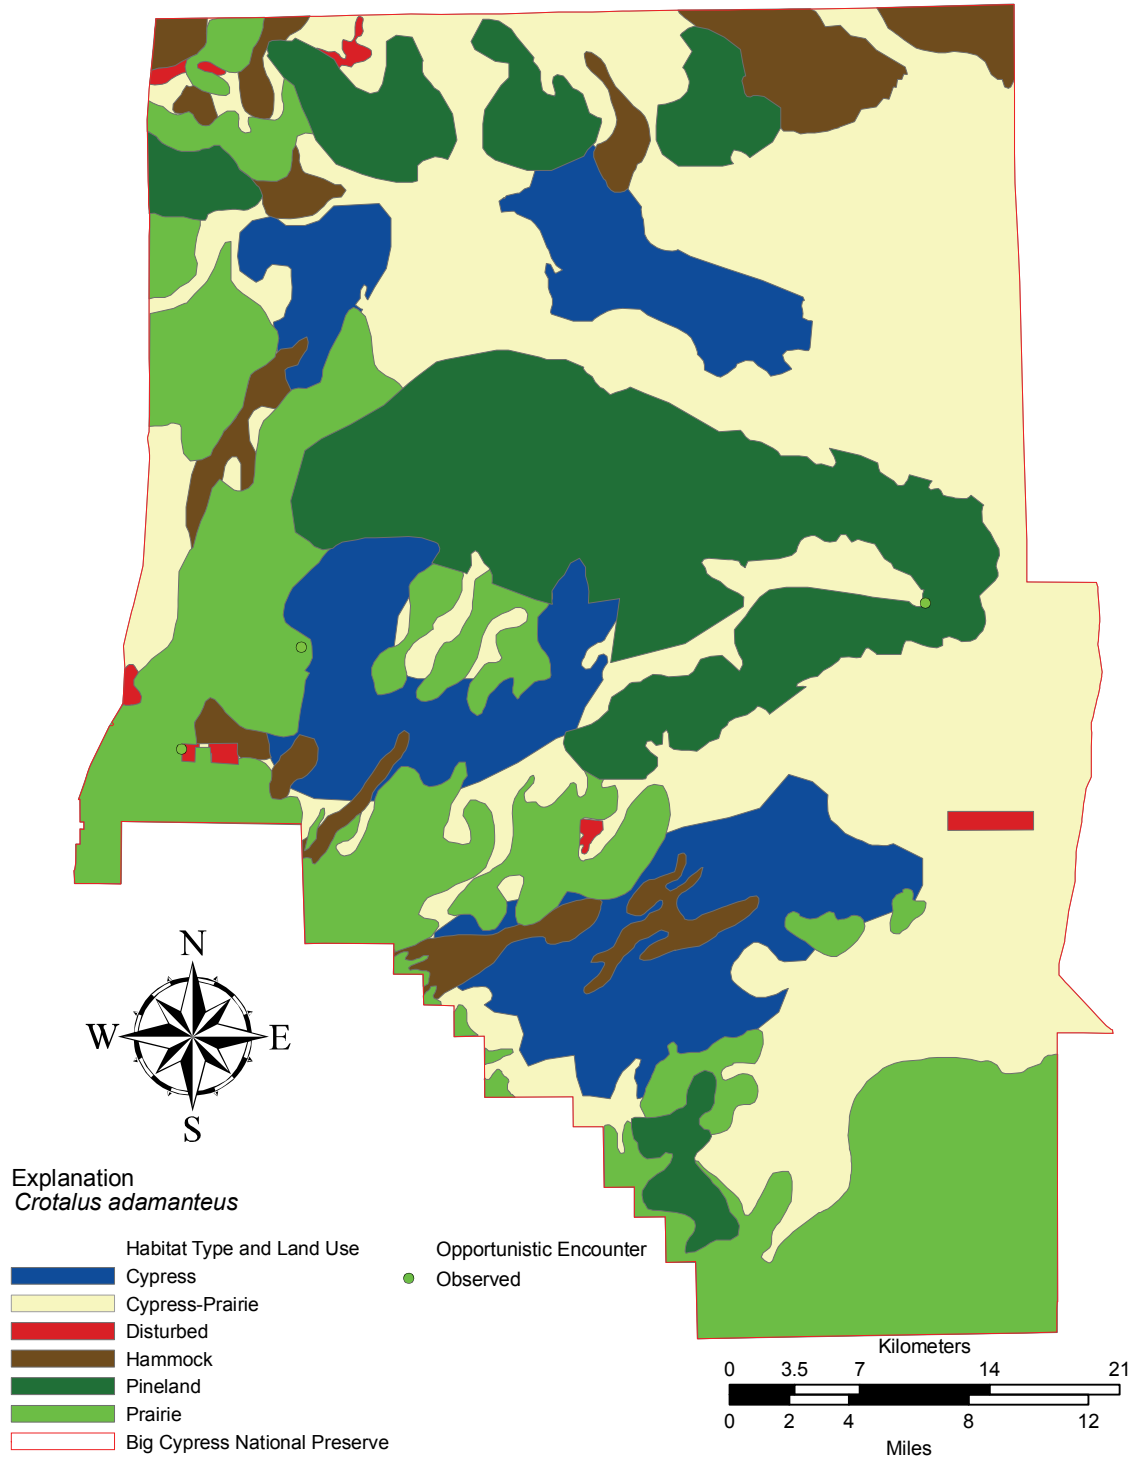 N
W E
S
Explanation
Crotalus adamanteus
Habitat Type and Land Use
Cypress
Cypress-Prairie
Disturbed
Hammock
Pineland
Prairie
Big Cypress National Preserve
Opportunistic Encounter
Observed
Kilometers
0 3.5 7 14 21
0 2 4 8 12
Miles